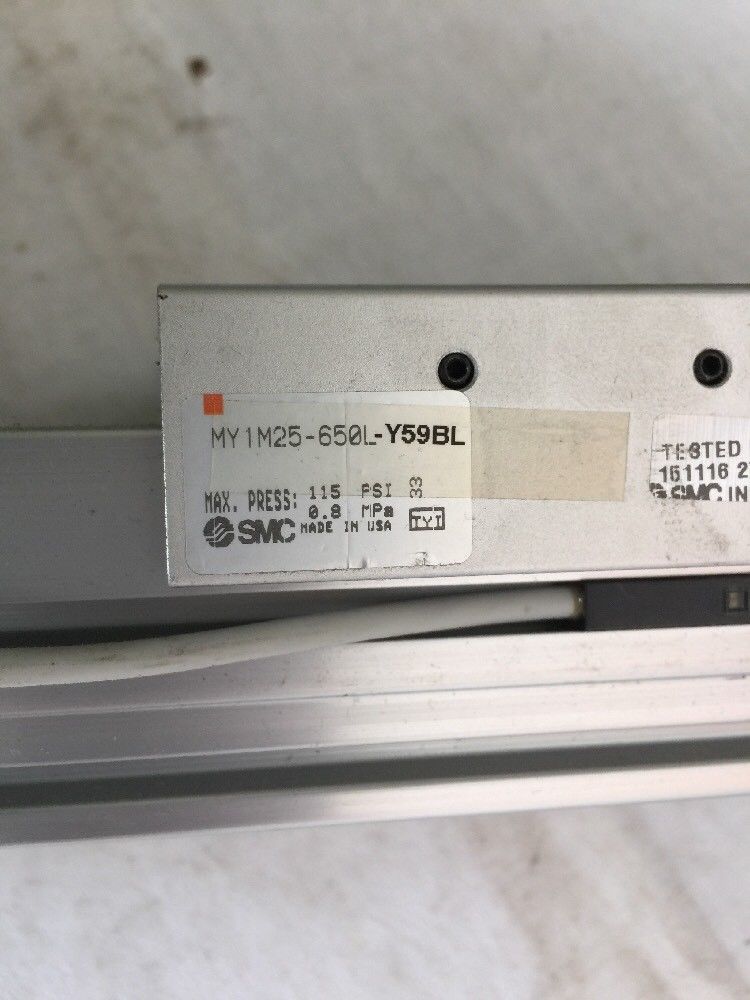 MY1M25-650L-Y59BL
MAX. PRESS: 115 PSI
0.8 MPa
33
SMC MADE IN USA
TYI
TESTED
151116 2
SMC IN